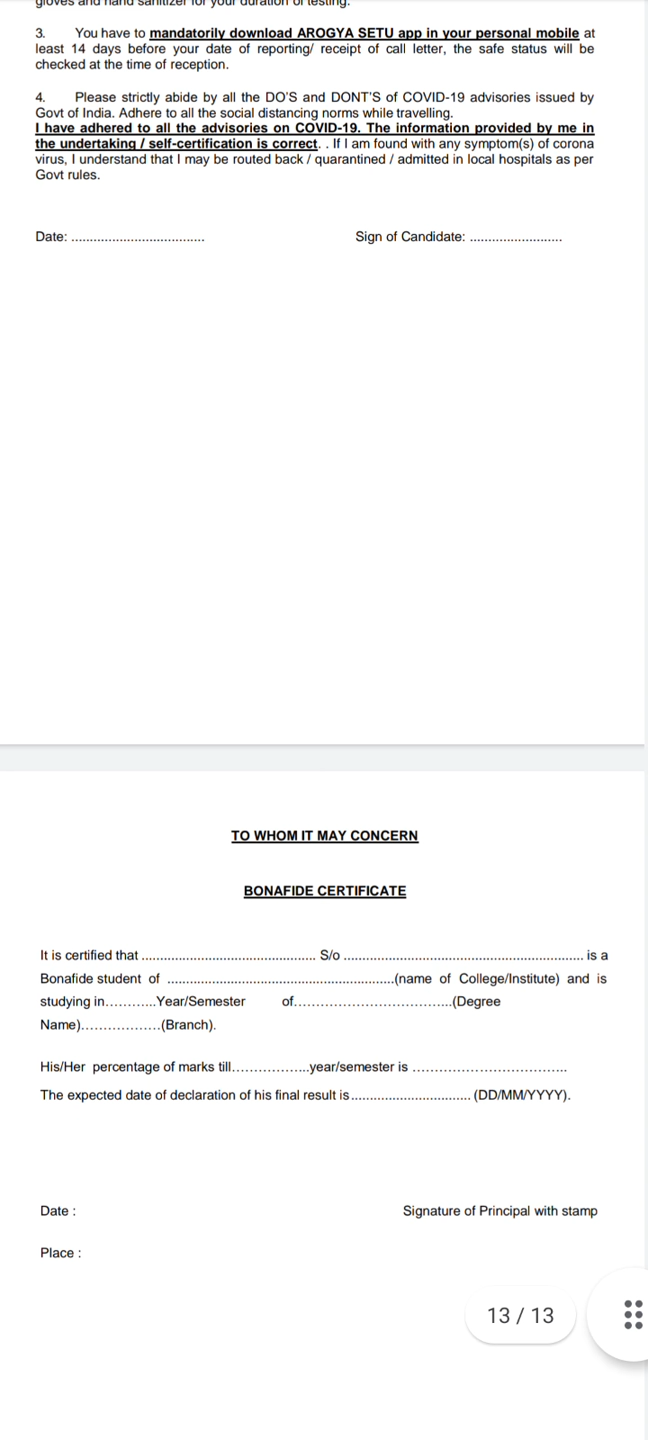 gloves and hand sanitizer for your duration of testing.
3. You have to mandatorily download AROGYA SETU app in your personal mobile at
least 14 days before your date of reporting/ receipt of call letter, the safe status will be
checked at the time of reception.
4. Please strictly abide by all the DO'S and DONT'S of COVID-19 advisories issued by
Govt of India. Adhere to all the social distancing norms while travelling.
I have adhered to all the advisories on COVID-19. The information provided by me in
the undertaking / self-certification is correct. . If I am found with any symptom(s) of corona
virus, I understand that I may be routed back / quarantined / admitted in local hospitals as per
Govt rules.
Date: .................................... Sign of Candidate: .........................
TO WHOM IT MAY CONCERN
BONAFIDE CERTIFICATE
It is certified that ............................................... S/o ................................................................. is a
Bonafide student of .............................................................(name of College/Institute) and is
studying in...........Year/Semester of...................................(Degree
Name)..................(Branch).
His/Her percentage of marks till..................year/semester is ..................................
The expected date of declaration of his final result is................................ (DD/MM/YYYY).
Date : Signature of Principal with stamp
Place :
13 / 13